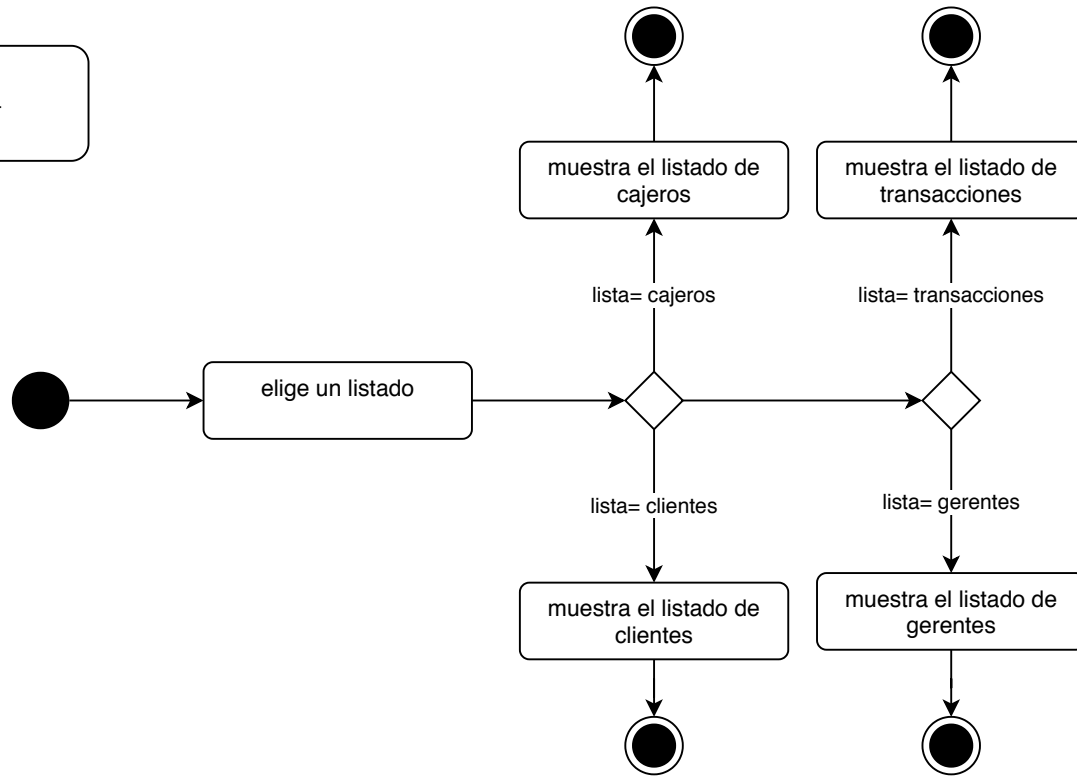 muestra el listado de
cajeros
muestra el listado de
transacciones
lista= cajeros
lista= transacciones
elige un listado
lista= clientes
lista= gerentes
muestra el listado de
clientes
muestra el listado de
gerentes